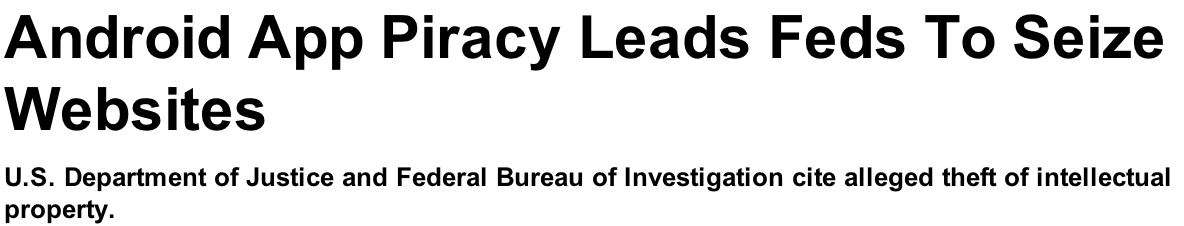 Android App Piracy Leads Feds To Seize
Websites
U.S. Department of Justice and Federal Bureau of Investigation cite alleged theft of intellectual
property.